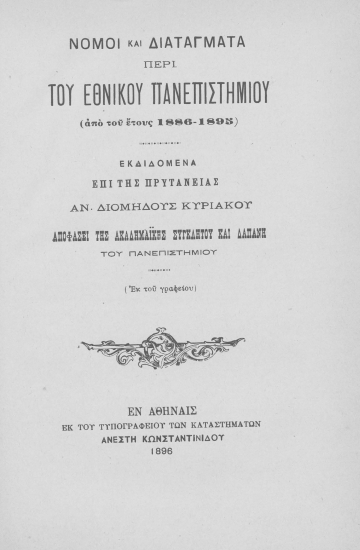 ΝΟΜΟΙ ΚΑΙ ΔΙΑΤΑΓΜΑΤΑ
ΠΕΡΙ
ΤΟΥ ΕΘΝΙΚΟΥ ΠΑΝΕΠΙΣΤΗΜΙΟΥ
(ἀπὸ τοῦ ἔτους 1886-1895)
ΕΚΔΙΔΟΜΕΝΑ
ΕΠΙ ΤΗΣ ΠΡΥΤΑΝΕΙΑΣ
ΑΝ. ΔΙΟΜΗΔΟΥΣ ΚΥΡΙΑΚΟΥ
ΑΠΟΦΑΣΕΙ ΤΗΣ ΑΚΑΔΗΜΑΪΚΗΣ ΣΥΓΚΛΗΤΟΥ ΚΑΙ ΔΑΠΑΝΗ
ΤΟΥ ΠΑΝΕΠΙΣΤΗΜΙΟΥ
(Ἐκ τοῦ γραφείου)
ΕΝ ΑΘΗΝΑΙΣ
ΕΚ ΤΟΥ ΤΥΠΟΓΡΑΦΕΙΟΥ ΤΩΝ ΚΑΤΑΣΤΗΜΑΤΩΝ
ΑΝΕΣΤΗ ΚΩΝΣΤΑΝΤΙΝΙΔΟΥ
1896